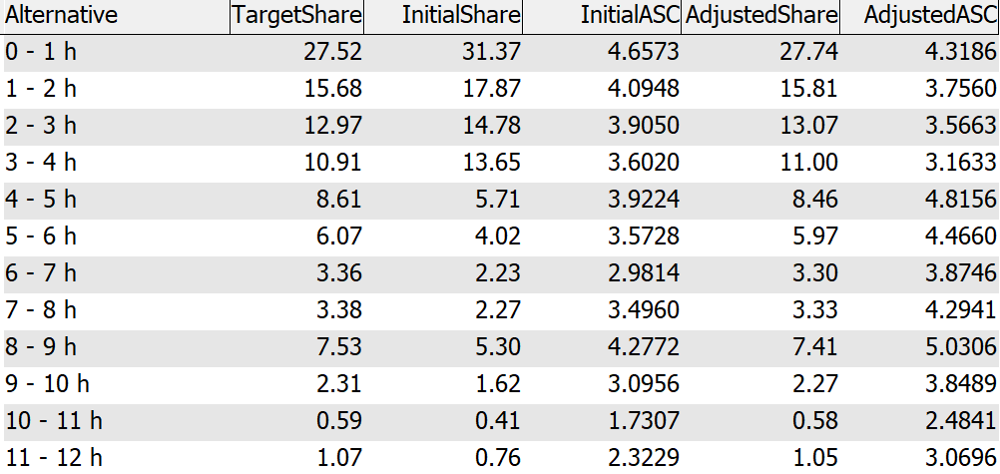 Alternative TargetShare InitialShare InitialASC AdjustedShare AdjustedASC
0 - 1 h 27.52 31.37 4.6573 27.74 4.3186
1 - 2 h 15.68 17.87 4.0948 15.81 3.7560
2 - 3 h 12.97 14.78 3.9050 13.07 3.5663
3 - 4 h 10.91 13.65 3.6020 11.00 3.1633
4 - 5 h 8.61 5.71 3.9224 8.46 4.8156
5 - 6 h 6.07 4.02 3.5728 5.97 4.4660
6 - 7 h 3.36 2.23 2.9814 3.30 3.8746
7 - 8 h 3.38 2.27 3.4960 3.33 4.2941
8 - 9 h 7.53 5.30 4.2772 7.41 5.0306
9 - 10 h 2.31 1.62 3.0956 2.27 3.8489
10 - 11 h 0.59 0.41 1.7307 0.58 2.4841
11 - 12 h 1.07 0.76 2.3229 1.05 3.0696